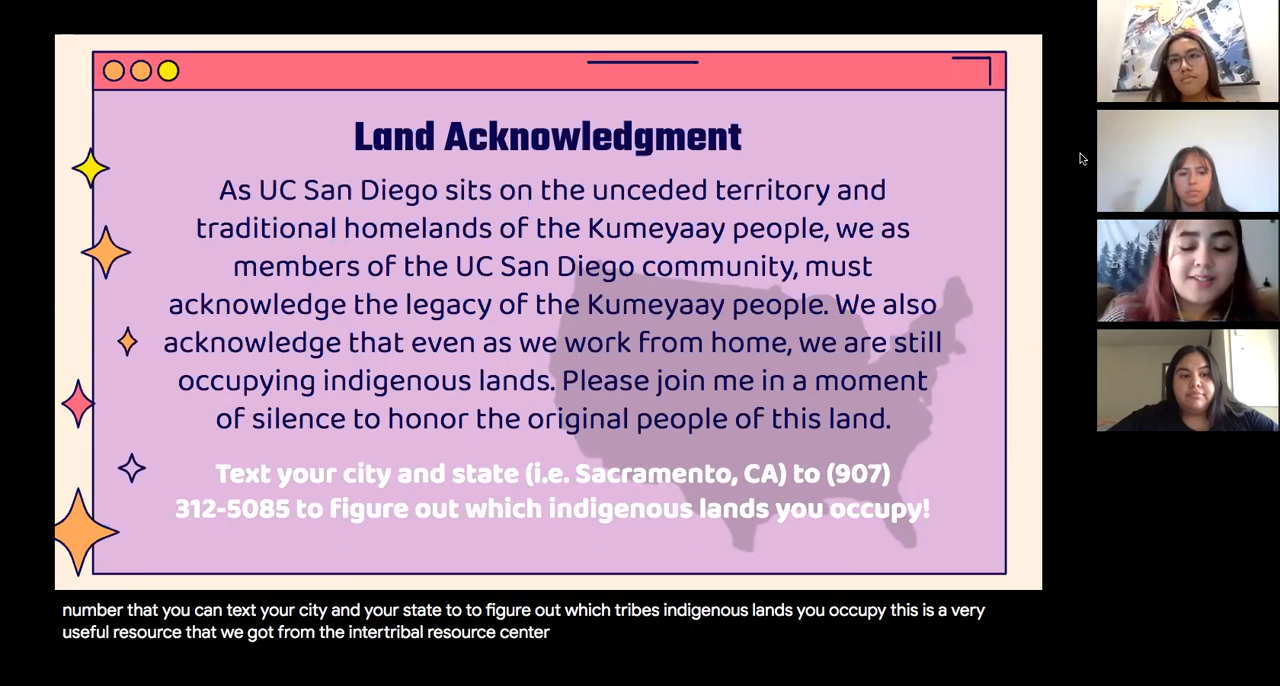 Land Acknowledgment
As UC San Diego sits on the unceded territory and
traditional homelands of the Kumeyaay people, we as
members of the UC San Diego community, must
acknowledge the legacy of the Kumeyaay people. We also
acknowledge that even as we work from home, we are still
occupying indigenous lands. Please join me in a moment
of silence to honor the original people of this land.
Text your city and state (i.e. Sacramento, CA) to (907)
312-5085 to figure out which indigenous lands you occupy!
number that you can text your city and your state to to figure out which tribes indigenous lands you occupy this is a very
useful resource that we got from the intertribal resource center